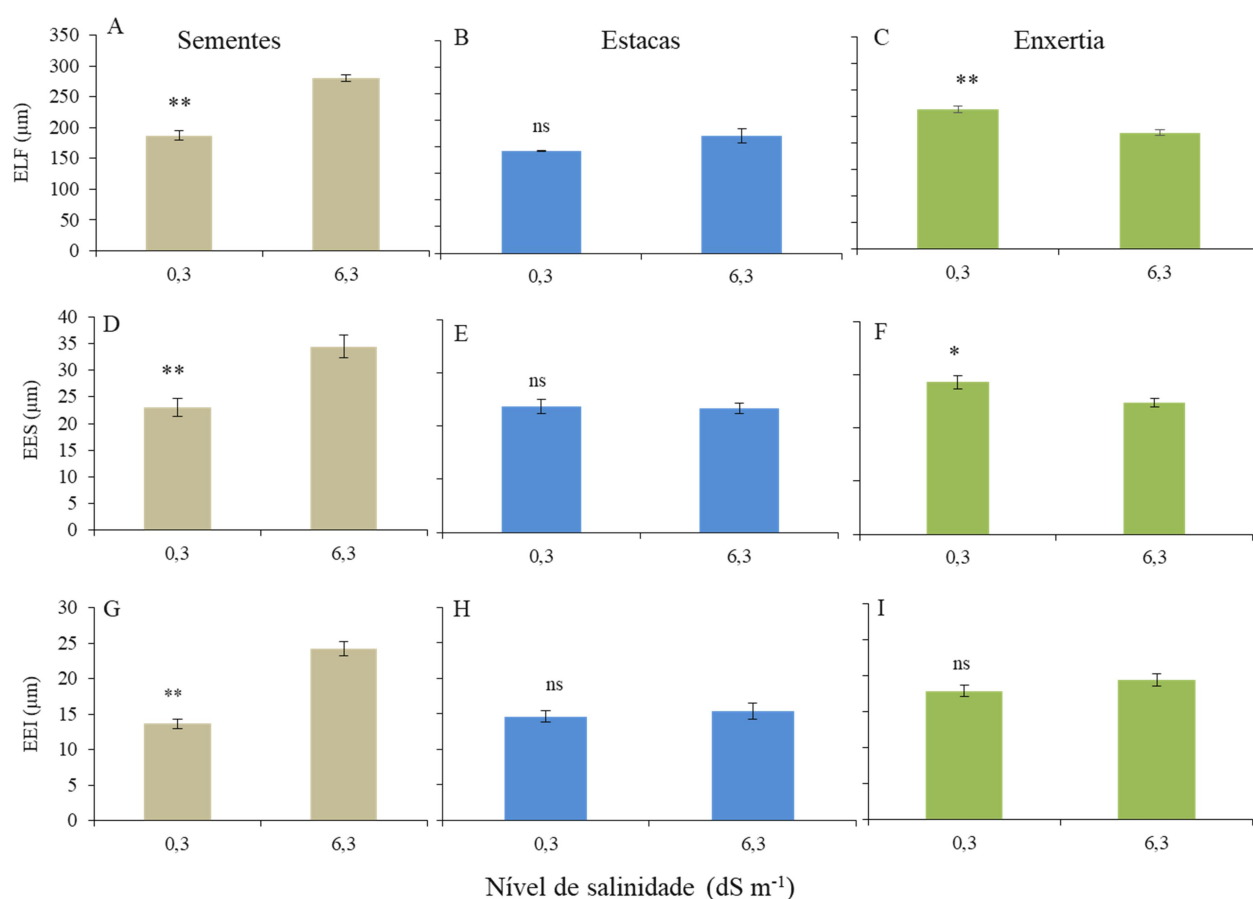 A
Sementes
B
Estacas
C
Enxertia
ELF (µm)
350
300
250
200
150
100
50
0
**
ns
**
0,3
6,3
0,3
6,3
0,3
6,3
D
E
F
EES (µm)
40
35
30
25
20
15
10
5
0
**
ns
*
0,3
6,3
0,3
6,3
0,3
6,3
G
H
I
EEI (µm)
30
25
20
15
10
5
0
**
ns
ns
0,3
6,3
0,3
6,3
0,3
6,3
Nível de salinidade (dS m⁻¹)